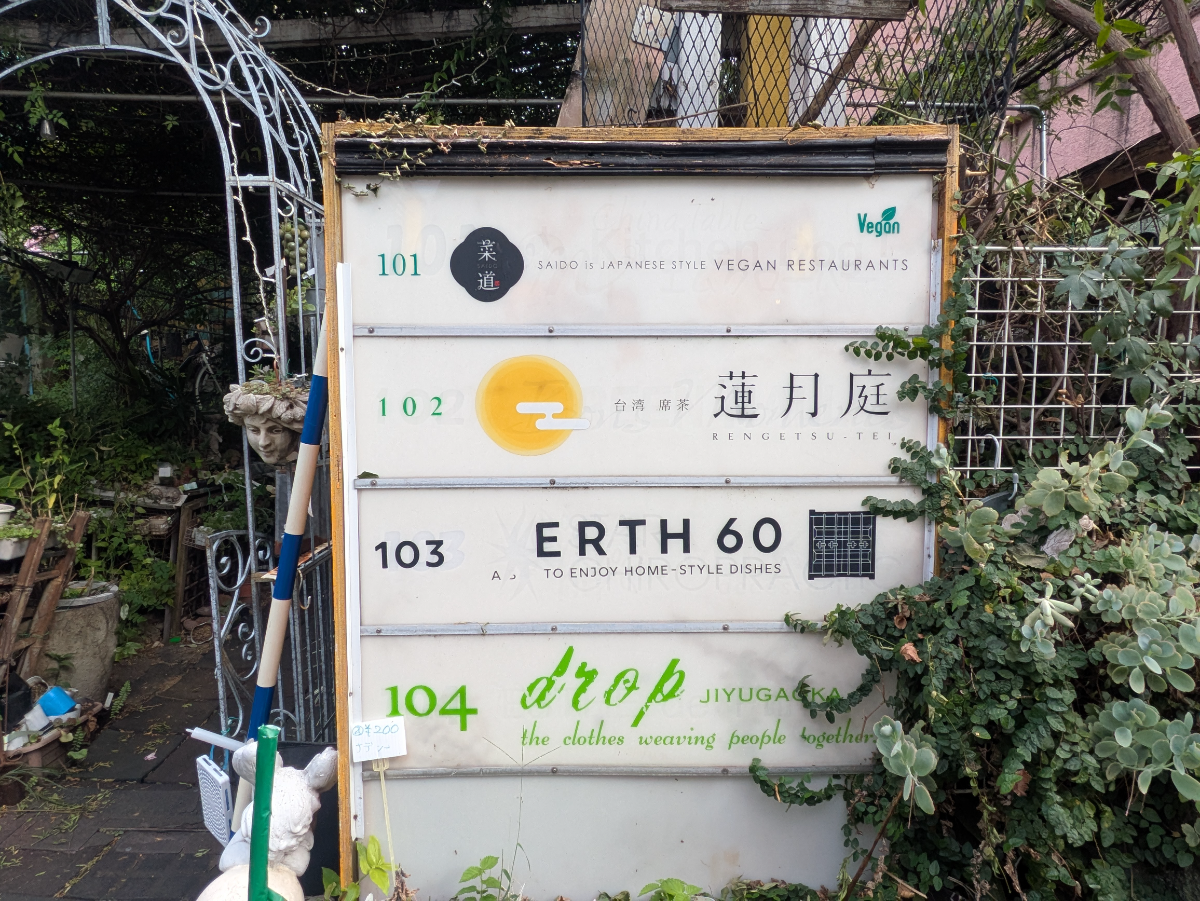 101
菜
道
SAIDO is JAPANESE STYLE VEGAN RESTAURANTS
Vegan
102
台湾 席茶
蓮月庭
RENGETSU-TEI
103
ERTH 60
TO ENJOY HOME-STYLE DISHES
104
drop JIYUGAOKA
the clothes weaving people together
¥200